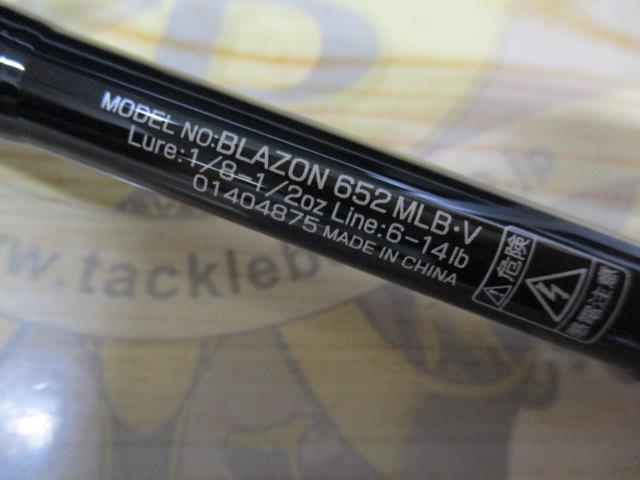 MODEL NO:BLAZON 652MLB・V
Lure:1/8-1/2oz Line:6-14lb
01404875 MADE IN CHINA
危険
感電注意
w.tackleb
.jp